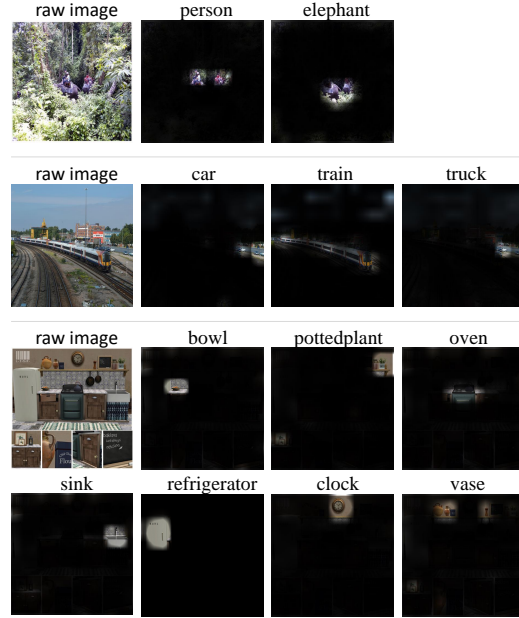 raw image person elephant
raw image car train truck
raw image bowl pottedplant oven
sink refrigerator clock vase